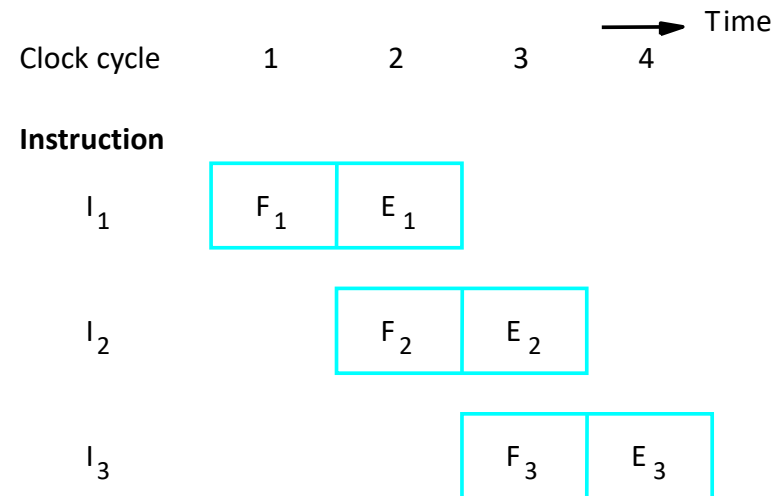 Time
Clock cycle 1 2 3 4
Instruction
I1 F1 E1
I2 F2 E2
I3 F3 E3